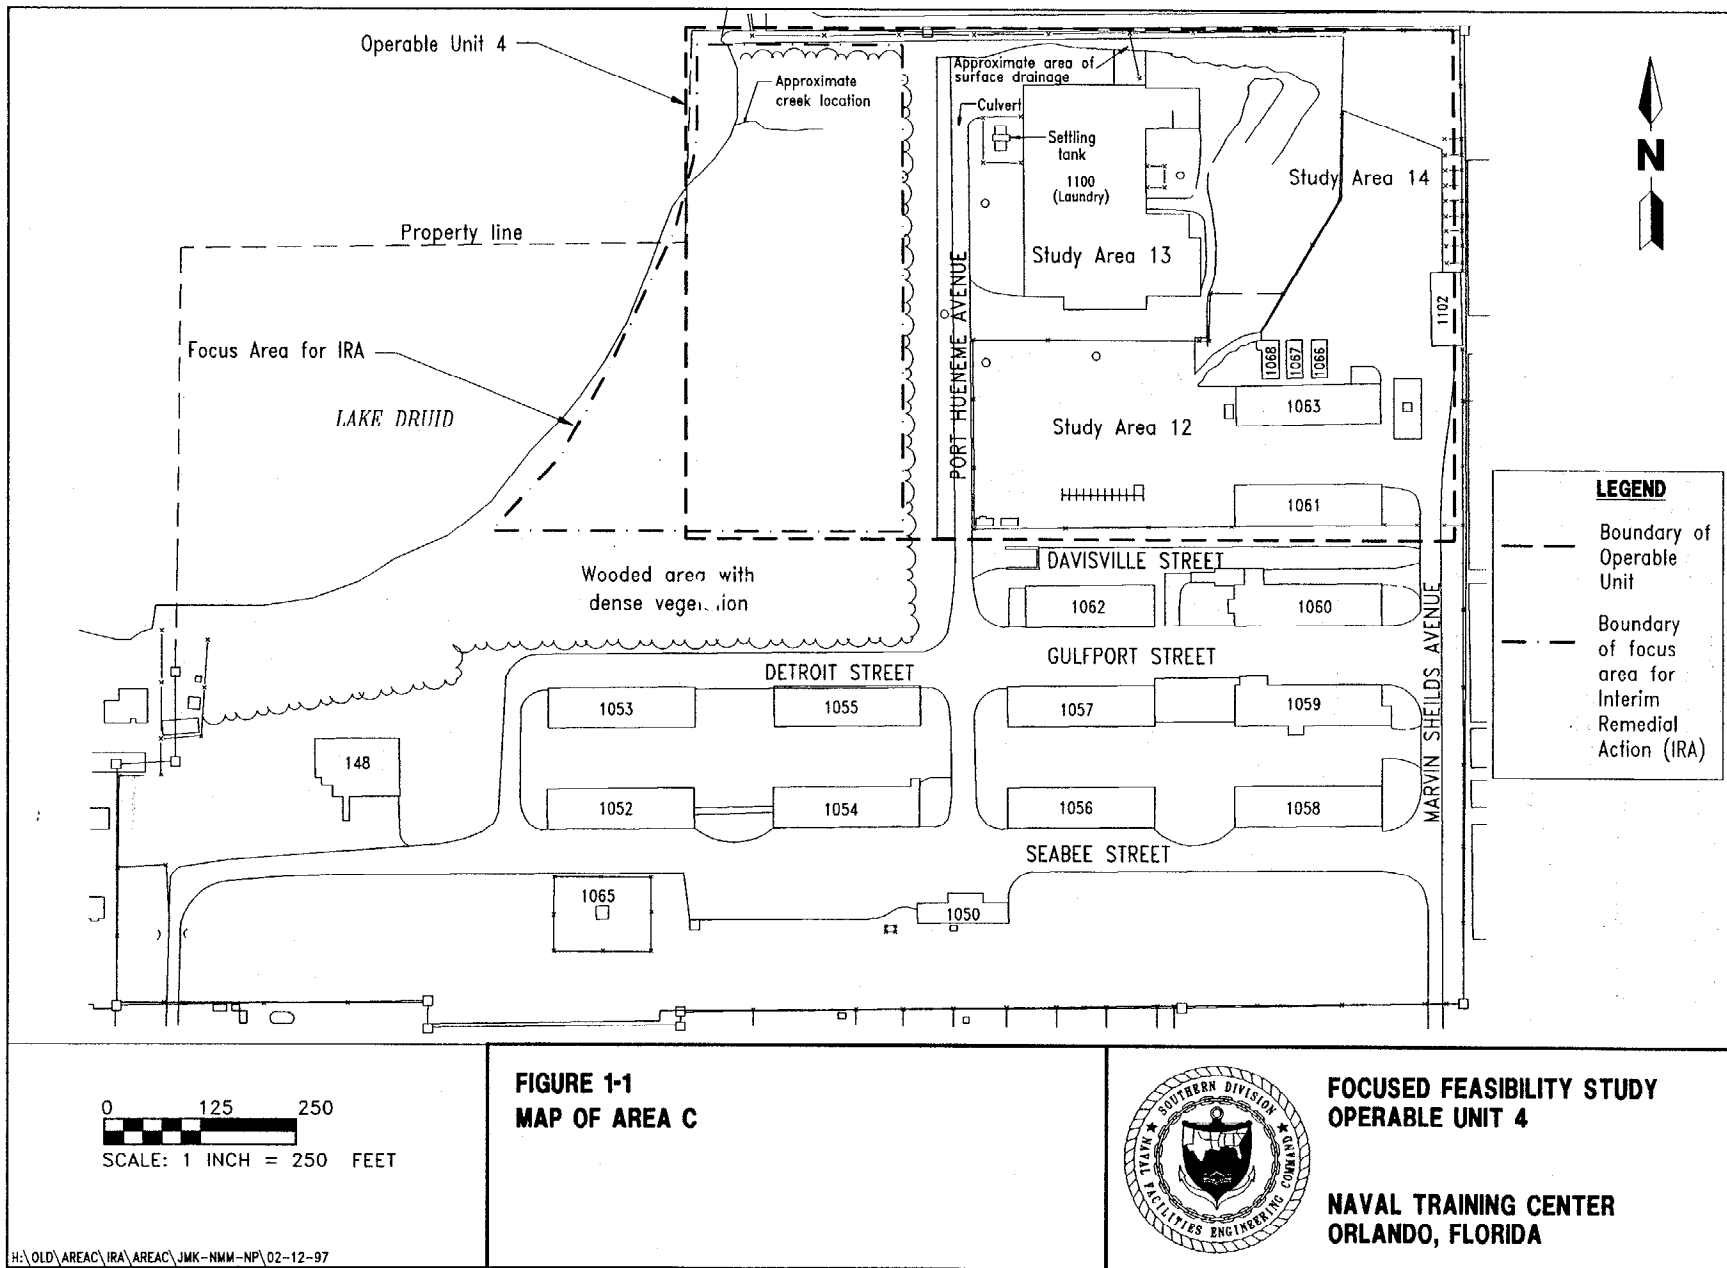 Operable Unit 4
Approximate
creek location
Approximate area of
surface drainage
Culvert
Settling
tank
1100
(Laundry)
Study Area 14
N
Property line
Study Area 13
PORT HUENEME AVENUE
1102
Focus Area for IRA
LAKE DRUID
1068
1067
1066
1063
Study Area 12
1061
LEGEND
Boundary of
Operable
Unit
Boundary
of focus
area for
Interim
Remedial
Action (IRA)
DAVISVILLE STREET
Wooded area with
dense
1062
1060
MARVIN SHEILDS AVENUE
GULFPORT STREET
DETROIT STREET
1053
1055
1057
1059
148
1052
1054
1056
1058
SEABEE STREET
1065
1050
0 125 250
SCALE: 1 INCH = 250 FEET
H:\OLD\AREAC\IRA\AREAC\JMK-NMM-NP\02-12-97
FIGURE 1-1
MAP OF AREA C
SOUTHERN DIVISION
NAVAL FACILITIES ENGINEERING COMMAND
FOCUSED FEASIBILITY STUDY
OPERABLE UNIT 4
NAVAL TRAINING CENTER
ORLANDO, FLORIDA